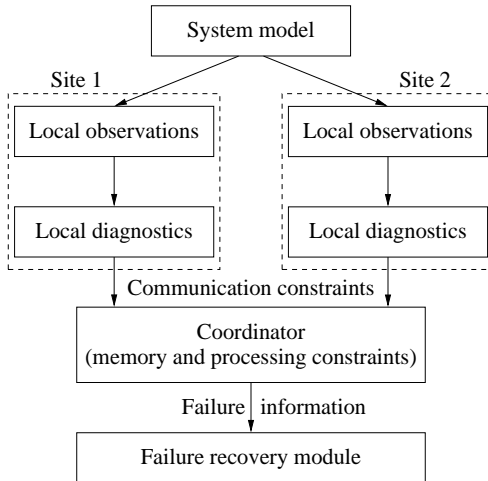 System model
Site 1
Site 2
Local observations
Local observations
Local diagnostics
Local diagnostics
Communication constraints
Coordinator
(memory and processing constraints)
Failure information
Failure recovery module